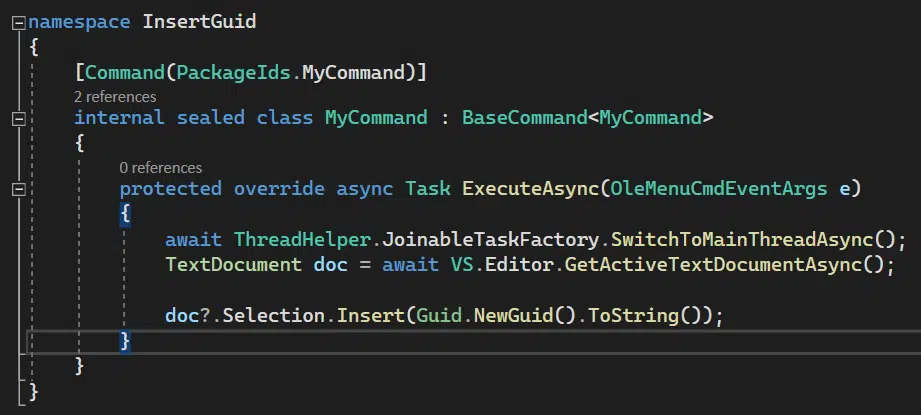 namespace InsertGuid
{
[Command(PackageIds.MyCommand)]
2 references
internal sealed class MyCommand : BaseCommand<MyCommand>
{
0 references
protected override async Task ExecuteAsync(OleMenuCmdEventArgs e)
{
await ThreadHelper.JoinableTaskFactory.SwitchToMainThreadAsync();
TextDocument doc = await VS.Editor.GetActiveTextDocumentAsync();
doc?.Selection.Insert(Guid.NewGuid().ToString());
}
}
}